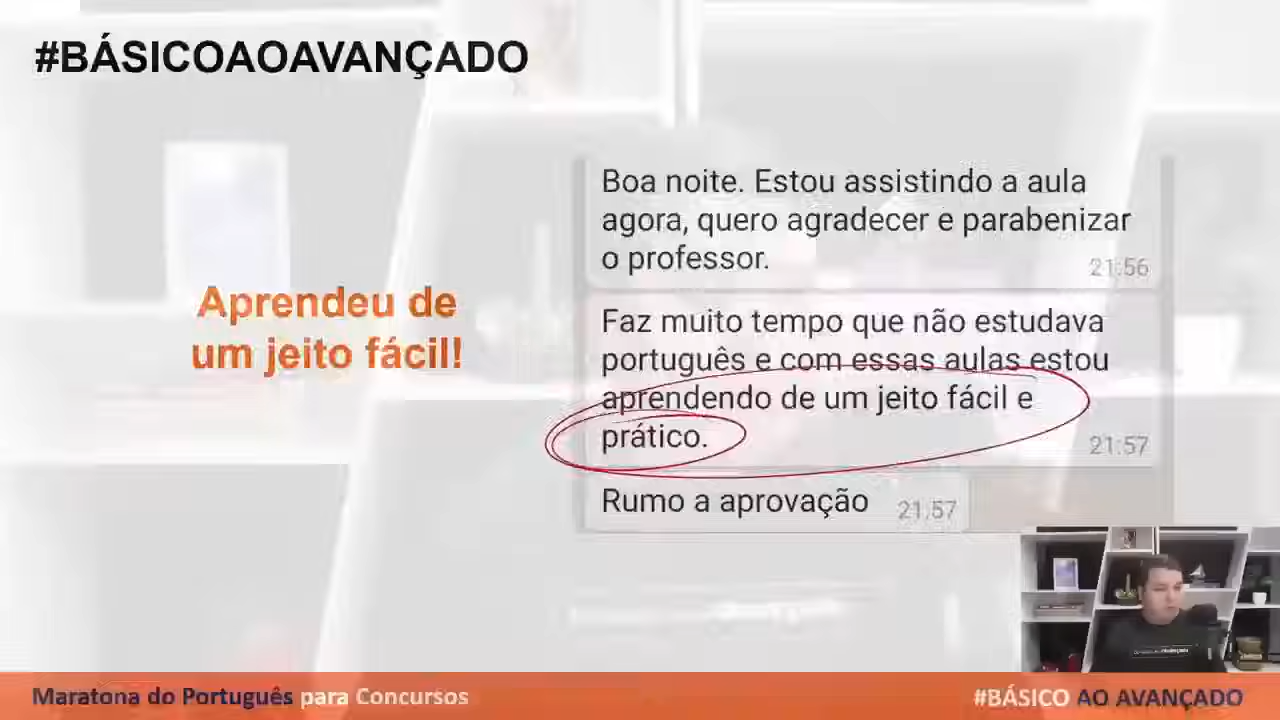 #BÁSICOAOAVANÇADO
Aprendeu de
um jeito fácil!
Boa noite. Estou assistindo a aula
agora, quero agradecer e parabenizar
o professor.
21:56
Faz muito tempo que não estudava
português e com essas aulas estou
aprendendo de um jeito fácil e
prático.
21:57
Rumo a aprovação 21:57
Maratona do Português para Concursos
#BÁSICO AO AVANÇADO